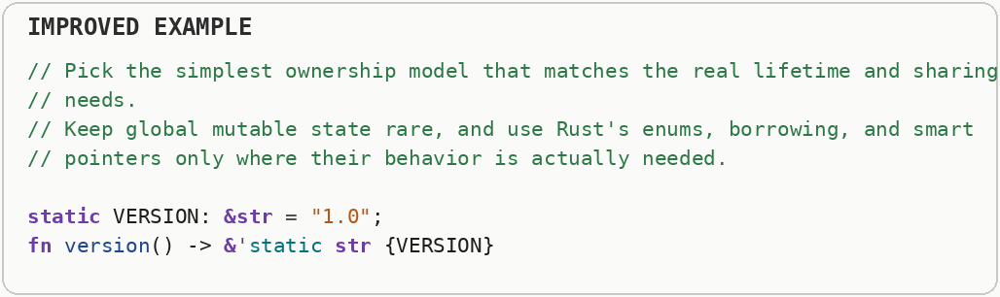 IMPROVED EXAMPLE
// Pick the simplest ownership model that matches the real lifetime and sharing
// needs.
// Keep global mutable state rare, and use Rust's enums, borrowing, and smart
// pointers only where their behavior is actually needed.
static VERSION: &str = "1.0";
fn version() -> &'static str {VERSION}